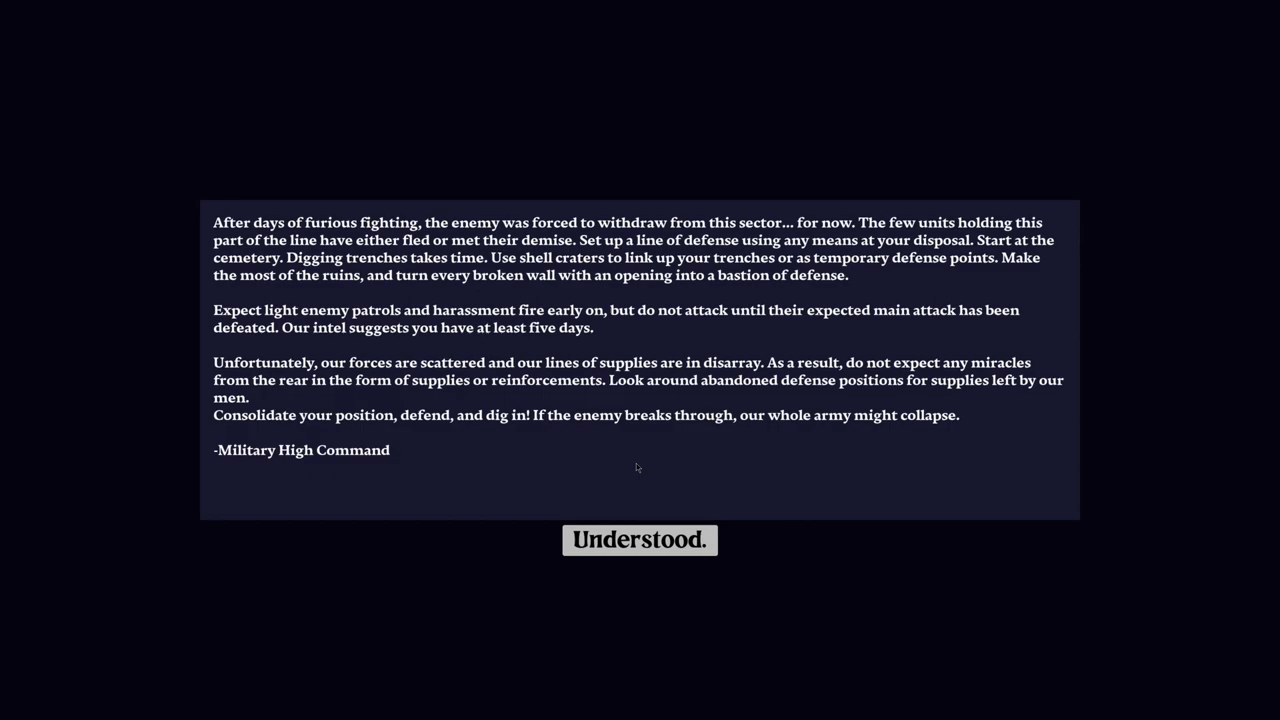 After days of furious fighting, the enemy was forced to withdraw from this sector... for now. The few units holding this
part of the line have either fled or met their demise. Set up a line of defense using any means at your disposal. Start at the
cemetery. Digging trenches takes time. Use shell craters to link up your trenches or as temporary defense points. Make
the most of the ruins, and turn every broken wall with an opening into a bastion of defense.
Expect light enemy patrols and harassment fire early on, but do not attack until their expected main attack has been
defeated. Our intel suggests you have at least five days.
Unfortunately, our forces are scattered and our lines of supplies are in disarray. As a result, do not expect any miracles
from the rear in the form of supplies or reinforcements. Look around abandoned defense positions for supplies left by our
men.
Consolidate your position, defend, and dig in! If the enemy breaks through, our whole army might collapse.
-Military High Command
Understood.